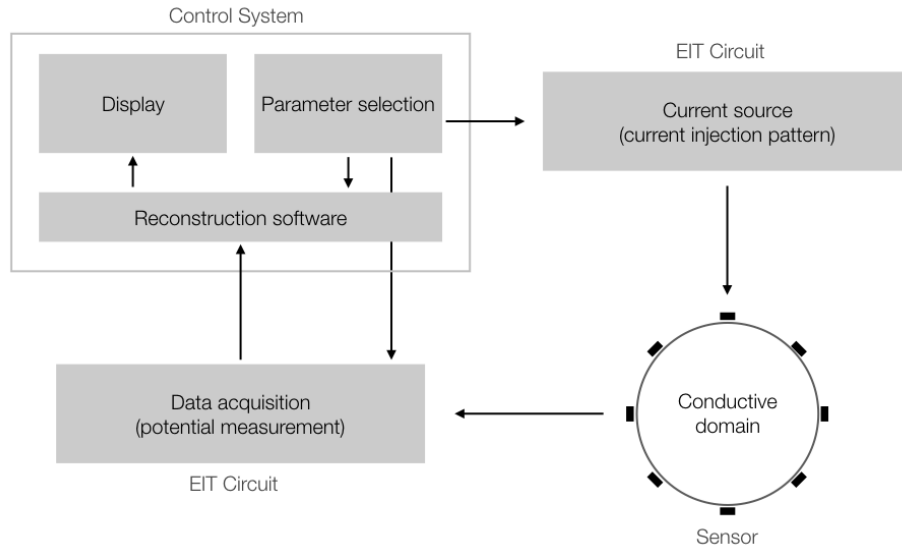 Control System
EIT Circuit
Display
Parameter selection
Current source
(current injection pattern)
Reconstruction software
Data acquisition
(potential measurement)
Conductive
domain
EIT Circuit
Sensor